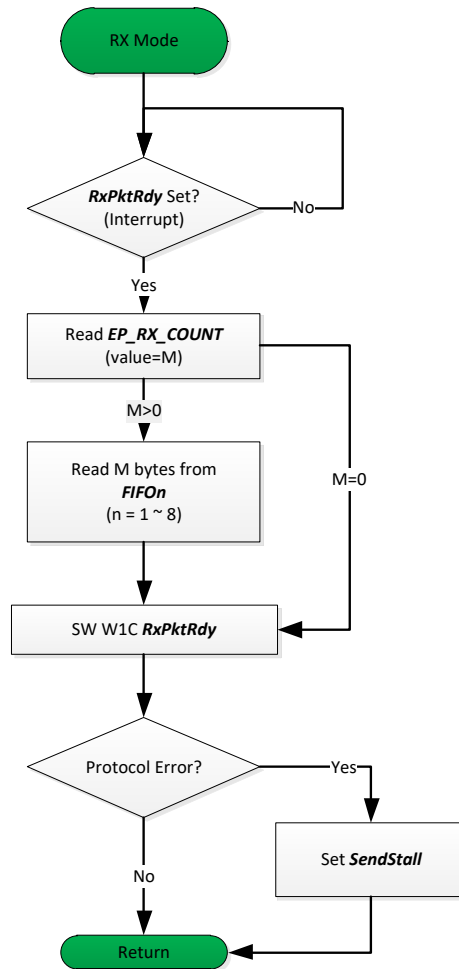 RX Mode
RxPktRdy Set?
(Interrupt)
No
Yes
Read EP_RX_COUNT
(value=M)
M>0
Read M bytes from
FIFOn
(n = 1 ~ 8)
M=0
SW W1C RxPktRdy
Protocol Error?
Yes
Set SendStall
No
Return